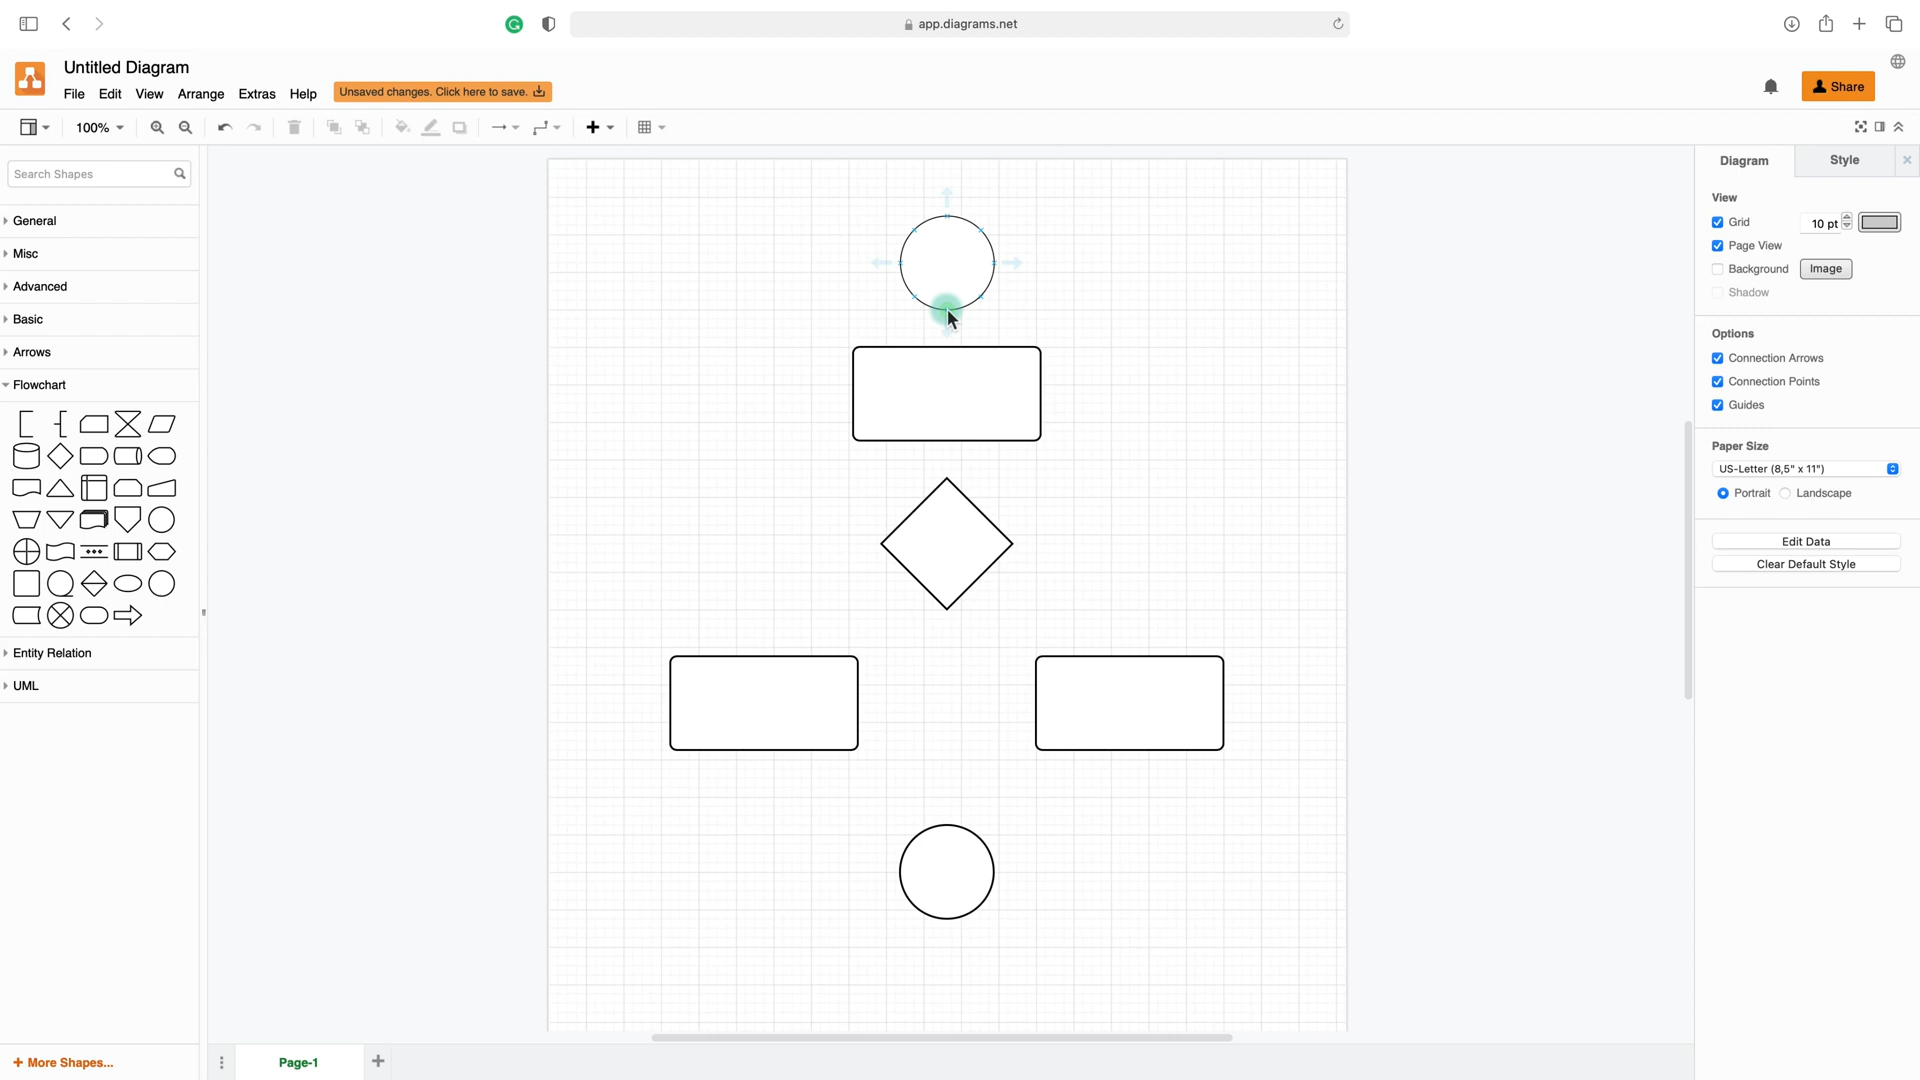 app.diagrams.net
Untitled Diagram
File Edit View Arrange Extras Help
Unsaved changes. Click here to save.
Share
100%
Search Shapes
General
Misc
Advanced
Basic
Arrows
Flowchart
Entity Relation
UML
+ More Shapes...
Page-1
Diagram Style
View
Grid 10 pt
Page View
Background Image
Shadow
Options
Connection Arrows
Connection Points
Guides
Paper Size
US-Letter (8,5" x 11")
Portrait Landscape
Edit Data
Clear Default Style